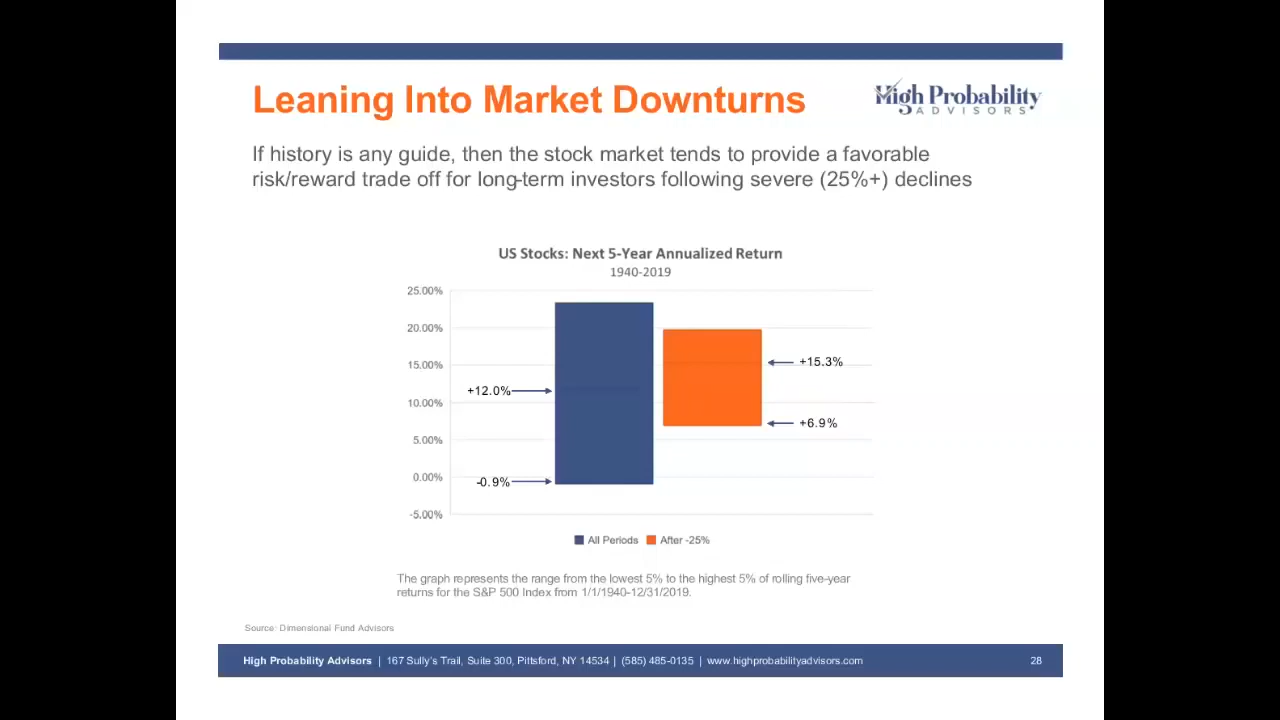 Leaning Into Market Downturns
High Probability
ADVISORS
If history is any guide, then the stock market tends to provide a favorable
risk/reward trade off for long-term investors following severe (25%+) declines
US Stocks: Next 5-Year Annualized Return
1940-2019
25.00%
20.00%
15.00%
10.00%
5.00%
0.00%
-5.00%
+12.0%
-0.9%
+15.3%
+6.9%
All Periods After -25%
The graph represents the range from the lowest 5% to the highest 5% of rolling five-year
returns for the S&P 500 Index from 1/1/1940-12/31/2019.
Source: Dimensional Fund Advisors
High Probability Advisors | 167 Sully's Trail, Suite 300, Pittsford, NY 14534 | (585) 485-0135 | www.highprobabilityadvisors.com 28